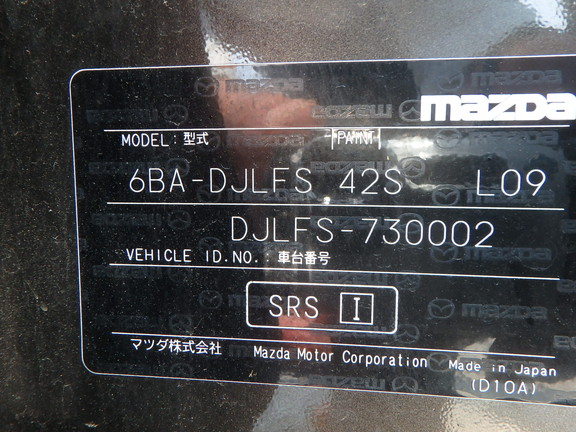 mazda
MODEL : 型式 PAINT
6BA-DJLFS 42S L09
DJLFS-730002
VEHICLE ID.NO. : 車台番号
SRS I
マツダ株式会社 Mazda Motor Corporation Made in Japan
(D10A)